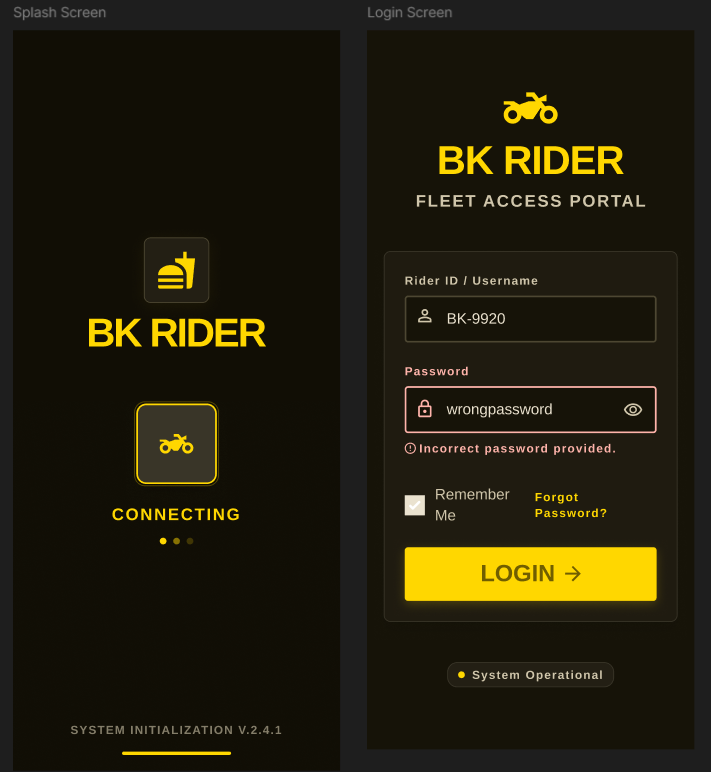 Splash Screen
BK RIDER
CONNECTING
SYSTEM INITIALIZATION V.2.4.1
Login Screen
BK RIDER
FLEET ACCESS PORTAL
Rider ID / Username
BK-9920
Password
wrongpassword
Incorrect password provided.
Remember
Me
Forgot
Password?
LOGIN →
System Operational